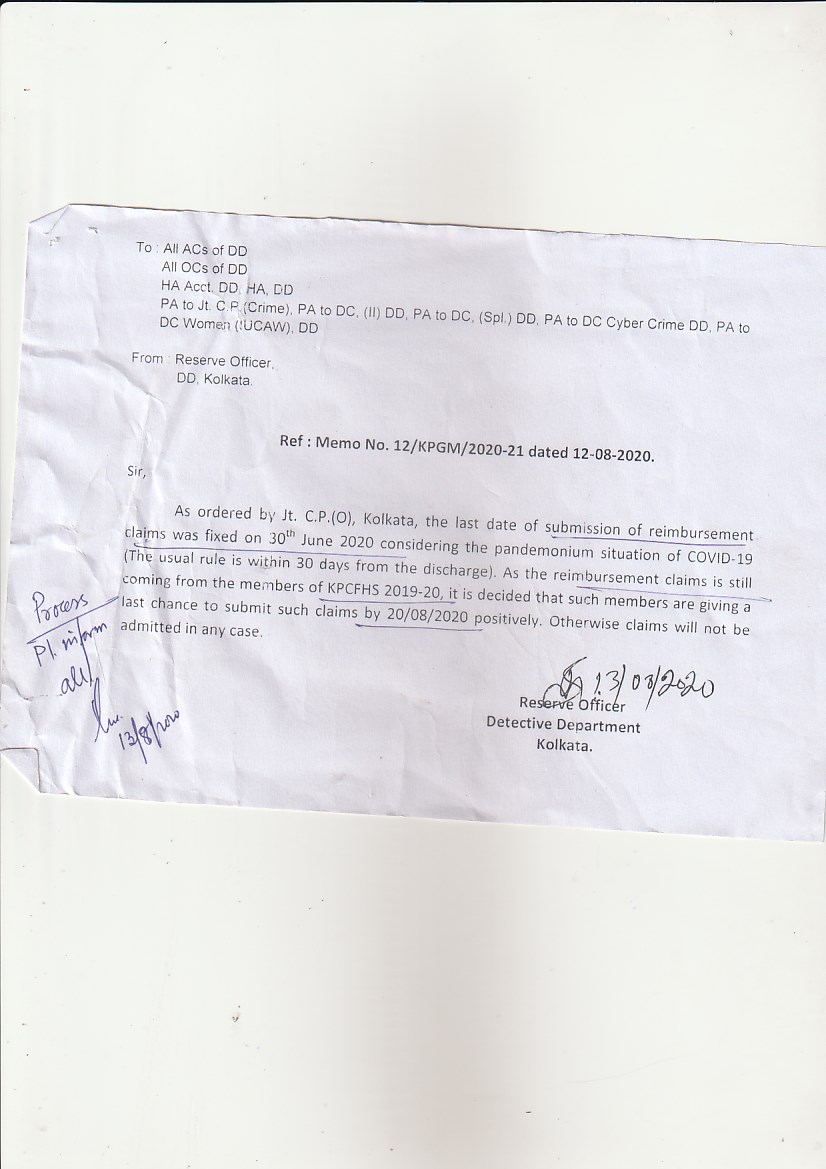 To : All ACs of DD
All OCs of DD
HA Acct. DD, HA, DD
PA to Jt. C.P.(Crime), PA to DC, (II) DD, PA to DC, (Spl.) DD, PA to DC Cyber Crime DD, PA to
DC Women (UCAW), DD
From : Reserve Officer,
DD, Kolkata.
Ref : Memo No. 12/KPGM/2020-21 dated 12-08-2020.
Sir,
As ordered by Jt. C.P.(O), Kolkata, the last date of submission of reimbursement
claims was fixed on 30th June 2020 considering the pandemonium situation of COVID-19
(The usual rule is within 30 days from the discharge). As the reimbursement claims is still
coming from the members of KPCFHS 2019-20, it is decided that such members are giving a
last chance to submit such claims by 20/08/2020 positively. Otherwise claims will not be
admitted in any case.
Process
Pl. inform
all
13/8/2020
13/08/2020
Reserve Officer
Detective Department
Kolkata.